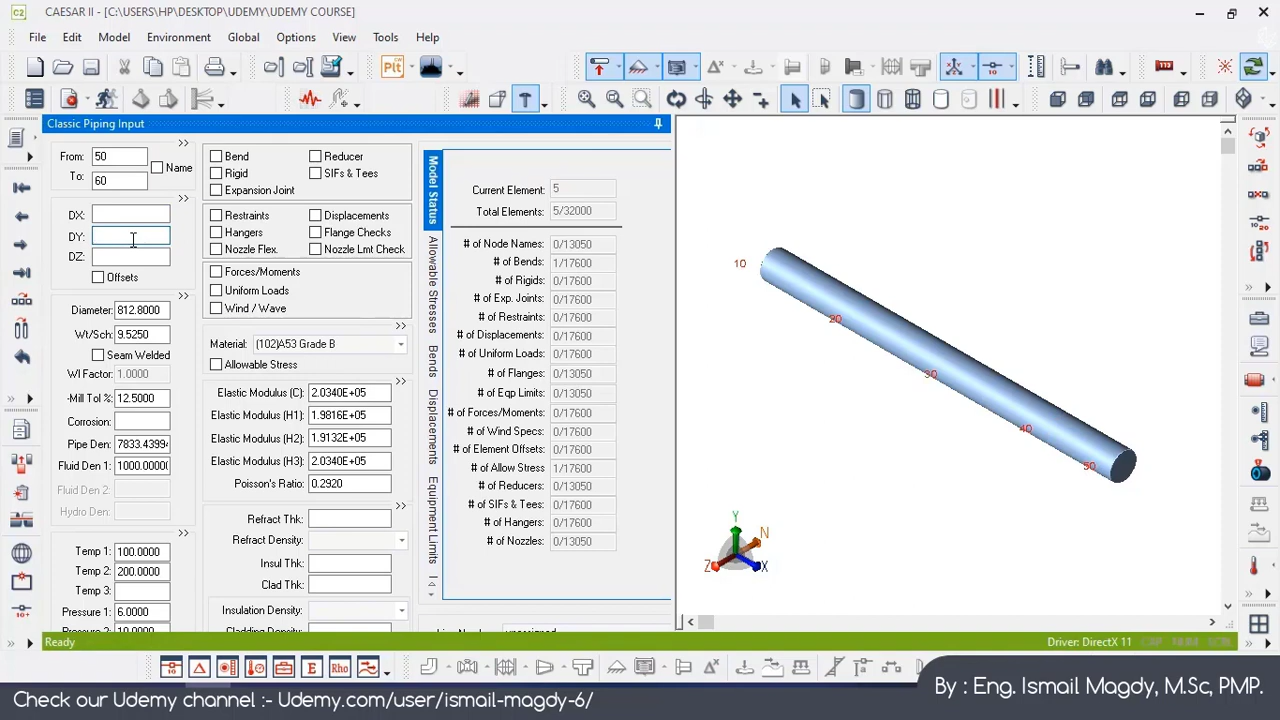 CAESAR II - [C:\USERS\HP\DESKTOP\UDEMY\UDEMY COURSE]
File Edit Model Environment Global Options View Tools Help
Classic Piping Input
From: 50
To: 60
Name
DX:
DY:
DZ:
Offsets
Diameter: 812.8000
Wt/Sch: 9.5250
Seam Welded
WI Factor: 1.0000
-Mill Tol %: 12.5000
Corrosion:
Pipe Den: 7833.4399
Fluid Den 1: 1000.0000
Fluid Den 2:
Hydro Den:
Temp 1: 100.0000
Temp 2: 200.0000
Temp 3:
Pressure 1: 6.0000
Pressure 2: 10.0000
Bend Reducer
Rigid SIFs & Tees
Expansion Joint
Restraints Displacements
Hangers Flange Checks
Nozzle Flex. Nozzle Lmt Check
Forces/Moments
Uniform Loads
Wind / Wave
Material: (102)A53 Grade B
Allowable Stress
Elastic Modulus (C): 2.0340E+05
Elastic Modulus (H1): 1.9816E+05
Elastic Modulus (H2): 1.9132E+05
Elastic Modulus (H3): 2.0340E+05
Poisson's Ratio: 0.2920
Refract Thk:
Refract Density:
Insul Thk:
Clad Thk:
Insulation Density:
Cladding Density:
Model Status
Allowable Stresses
Bends
Displacements
Equipment Limits
Current Element: 5
Total Elements: 5/32000
# of Node Names: 0/13050
# of Bends: 1/17600
# of Rigids: 0/17600
# of Exp. Joints: 0/17600
# of Restraints: 0/17600
# of Displacements: 0/17600
# of Uniform Loads: 0/17600
# of Flanges: 0/13050
# of Eqp Limits: 0/13050
# of Forces/Moments: 0/17600
# of Wind Specs: 0/17600
# of Element Offsets: 0/17600
# of Allow Stress 1/17600
# of Reducers: 0/13050
# of SIFs & Tees: 0/17600
# of Hangers: 0/17600
# of Nozzles: 0/13050
10
20
30
40
50
Y
N
Z
X
Ready
Driver: DirectX 11
Check our Udemy channel :- Udemy.com/user/ismail-magdy-6/
By : Eng. Ismail Magdy, M.Sc, PMP.